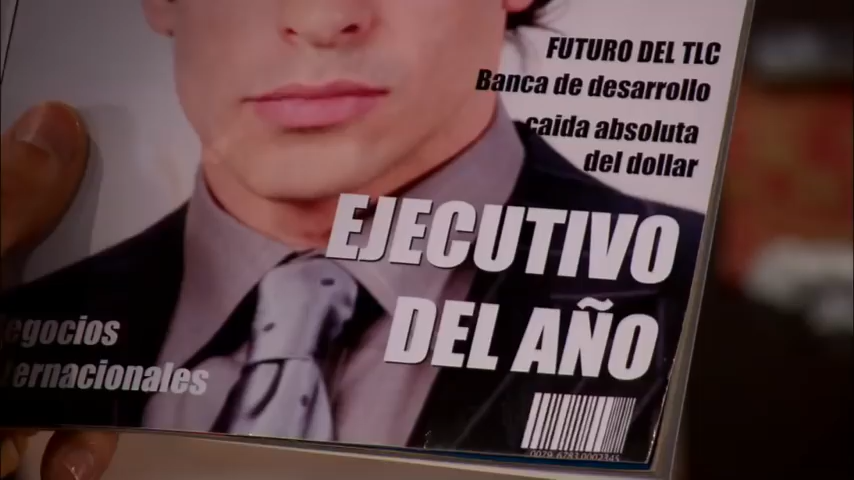 FUTURO DEL TLC
Banca de desarrollo
caida absoluta
del dollar
EJECUTIVO
DEL AÑO
egocios
ernacionales